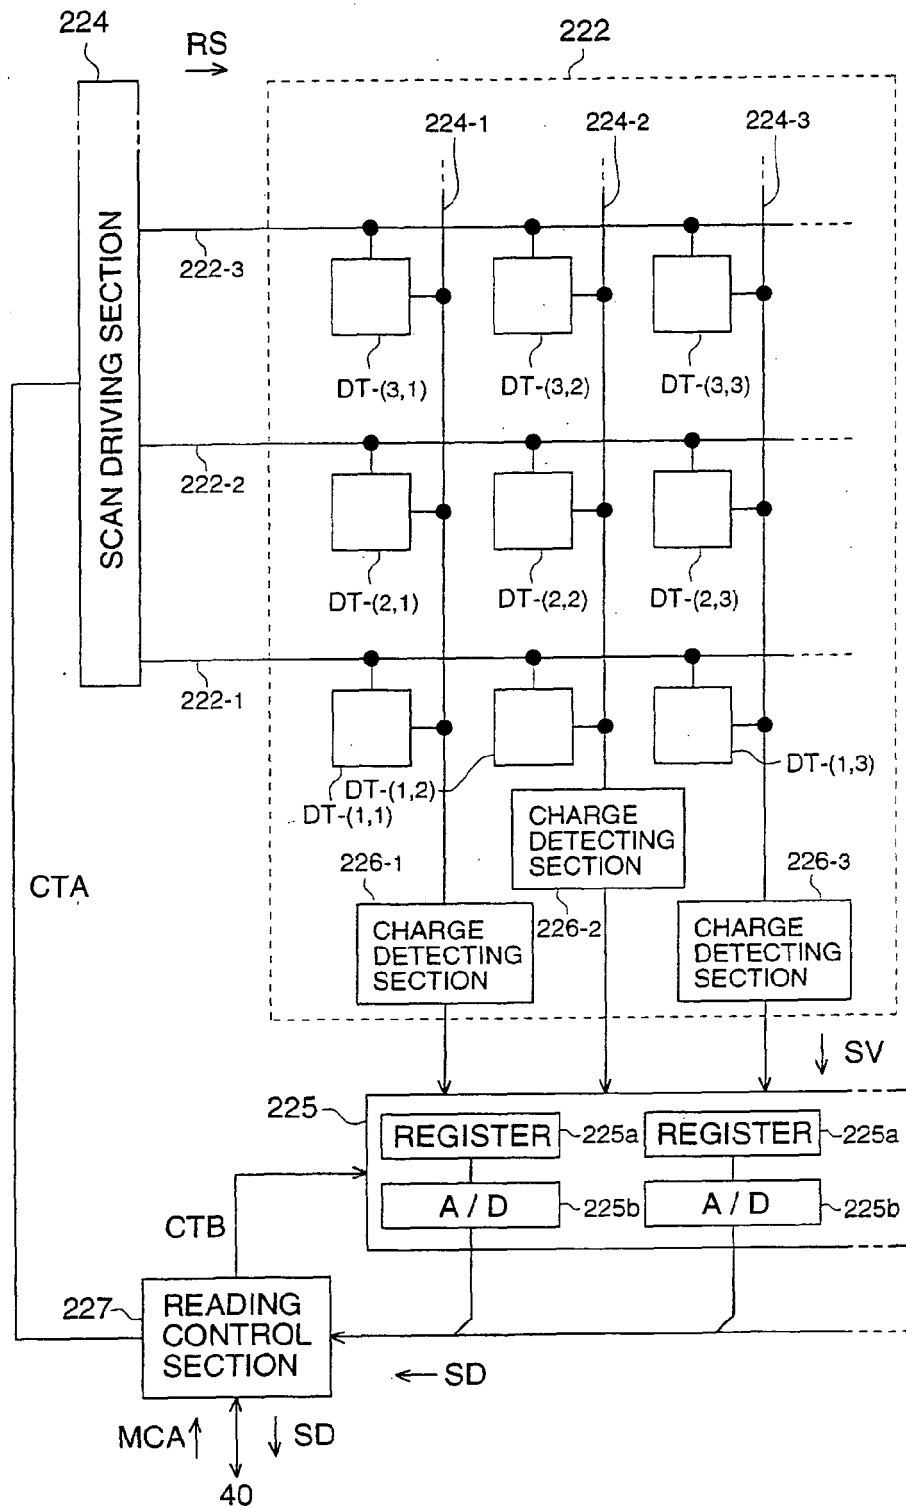 224
RS
222
224-1
224-2
224-3
SCAN DRIVING SECTION
222-3
DT-(3,1)
DT-(3,2)
DT-(3,3)
222-2
DT-(2,1)
DT-(2,2)
DT-(2,3)
222-1
DT-(1,1)
DT-(1,2)
DT-(1,3)
CHARGE
DETECTING
SECTION
226-1
226-2
226-3
CTA
CHARGE
DETECTING
SECTION
CHARGE
DETECTING
SECTION
SV
225
REGISTER
225a
REGISTER
225a
A / D
225b
A / D
225b
CTB
227
READING
CONTROL
SECTION
SD
MCA
SD
40